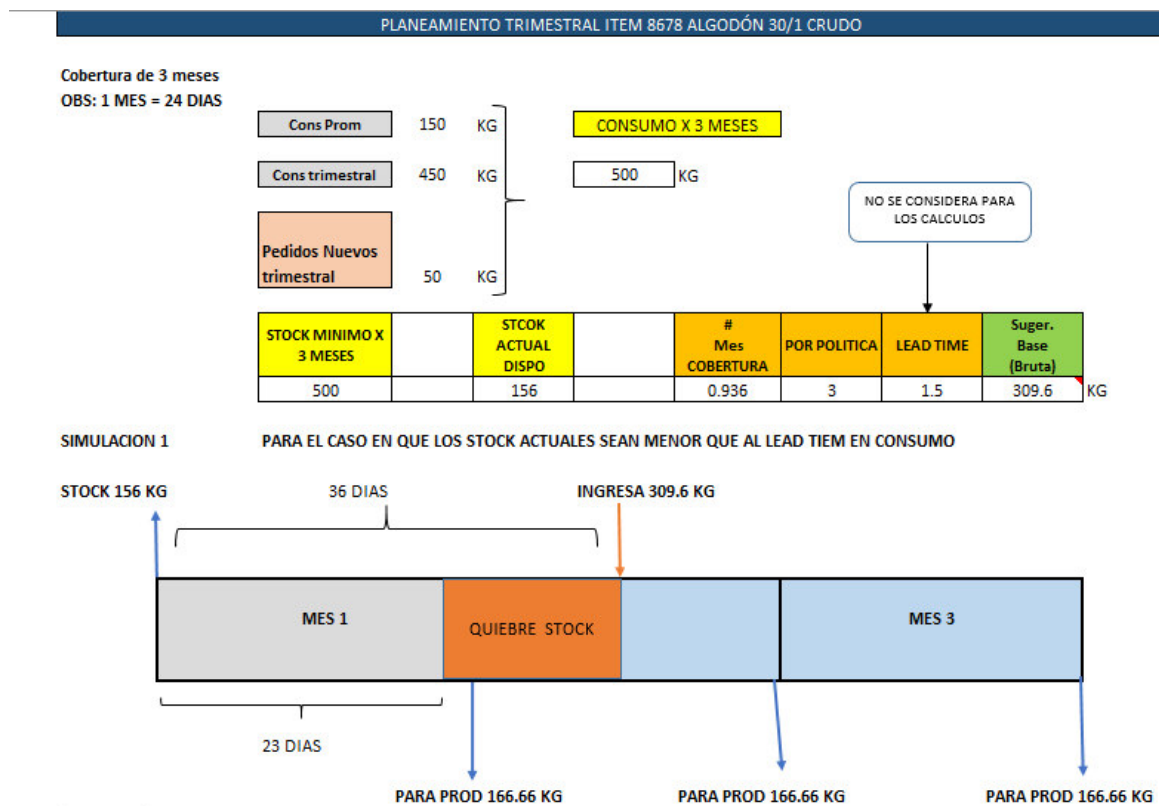 PLANEAMIENTO TRIMESTRAL ITEM 8678 ALGODÓN 30/1 CRUDO
Cobertura de 3 meses
OBS: 1 MES = 24 DIAS
Cons Prom 150 KG CONSUMO X 3 MESES
Cons trimestral 450 KG 500 KG
NO SE CONSIDERA PARA
LOS CALCULOS
Pedidos Nuevos
trimestral 50 KG
STOCK MINIMO X
3 MESES
STCOK
ACTUAL
DISPO
#
Mes
COBERTURA
POR POLITICA
LEAD TIME
Suger.
Base
(Bruta)
500 156 0.936 3 1.5 309.6 KG
SIMULACION 1 PARA EL CASO EN QUE LOS STOCK ACTUALES SEAN MENOR QUE AL LEAD TIEM EN CONSUMO
STOCK 156 KG 36 DIAS INGRESA 309.6 KG
MES 1 QUIEBRE STOCK MES 3
23 DIAS
PARA PROD 166.66 KG PARA PROD 166.66 KG PARA PROD 166.66 KG